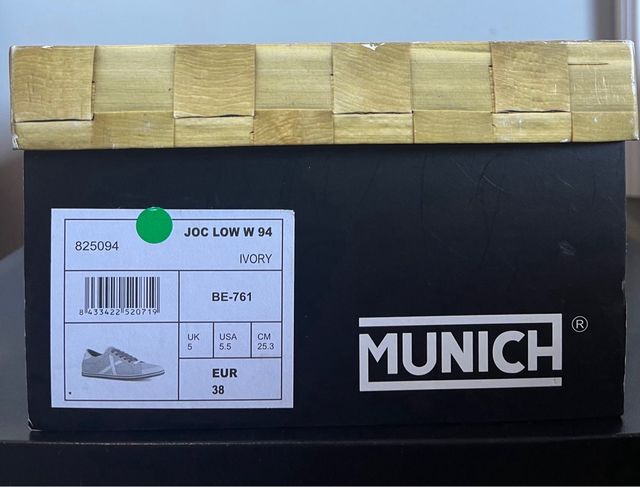 JOC LOW W 94
825094
IVORY
BE-761
8 433422 520719
UK USA CM
5 5.5 25.3
EUR
38
MUNICH ®